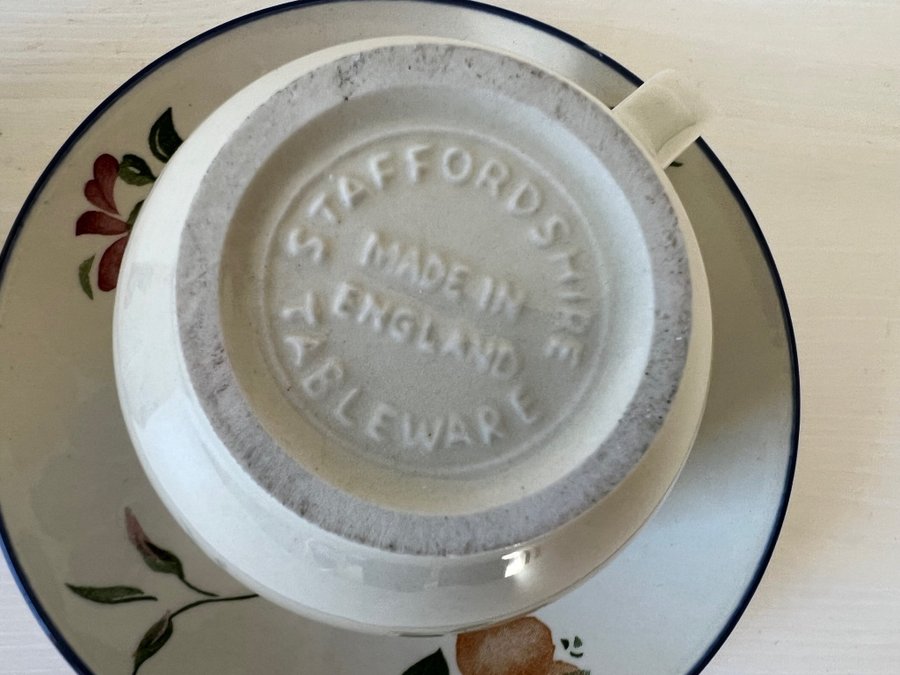 STAFFORDSHIRE
MADE IN
ENGLAND
TABLEWARE